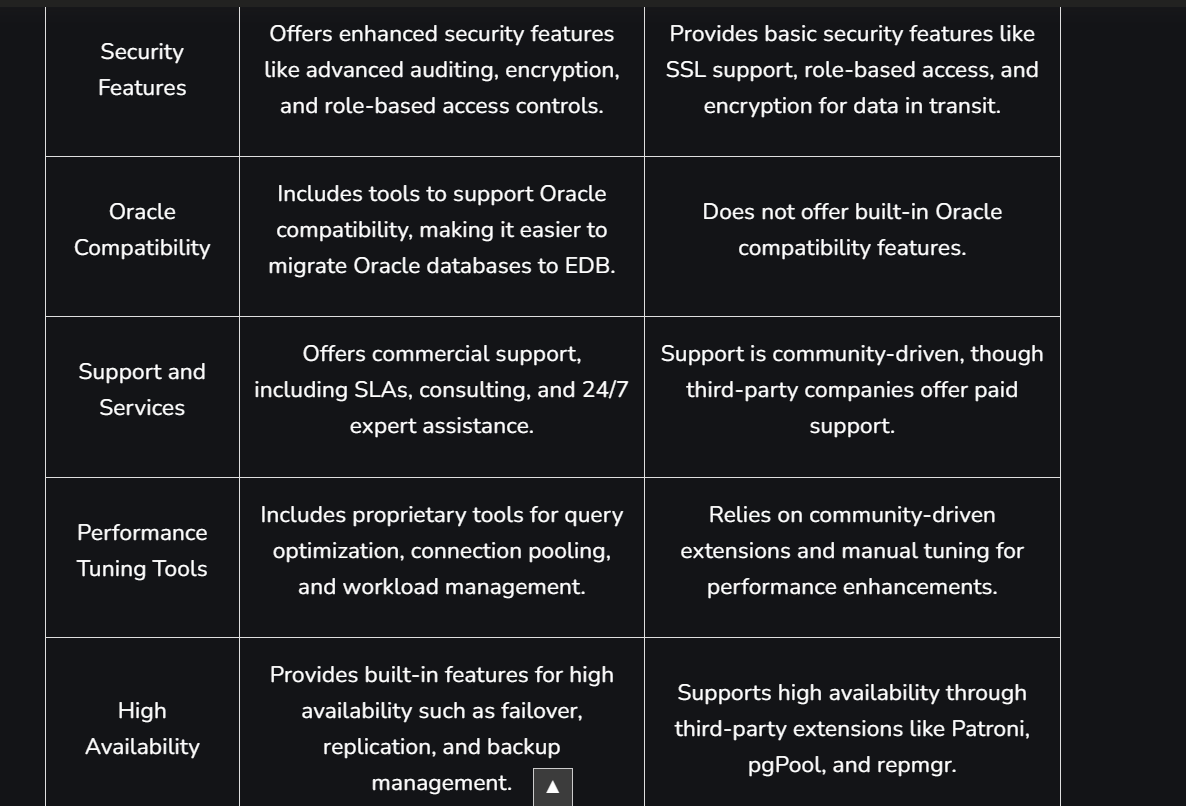 Security
Features
Offers enhanced security features
like advanced auditing, encryption,
and role-based access controls.
Provides basic security features like
SSL support, role-based access, and
encryption for data in transit.
Oracle
Compatibility
Includes tools to support Oracle
compatibility, making it easier to
migrate Oracle databases to EDB.
Does not offer built-in Oracle
compatibility features.
Support and
Services
Offers commercial support,
including SLAs, consulting, and 24/7
expert assistance.
Support is community-driven, though
third-party companies offer paid
support.
Performance
Tuning Tools
Includes proprietary tools for query
optimization, connection pooling,
and workload management.
Relies on community-driven
extensions and manual tuning for
performance enhancements.
High
Availability
Provides built-in features for high
availability such as failover,
replication, and backup
management.
Supports high availability through
third-party extensions like Patroni,
pgPool, and repmgr.